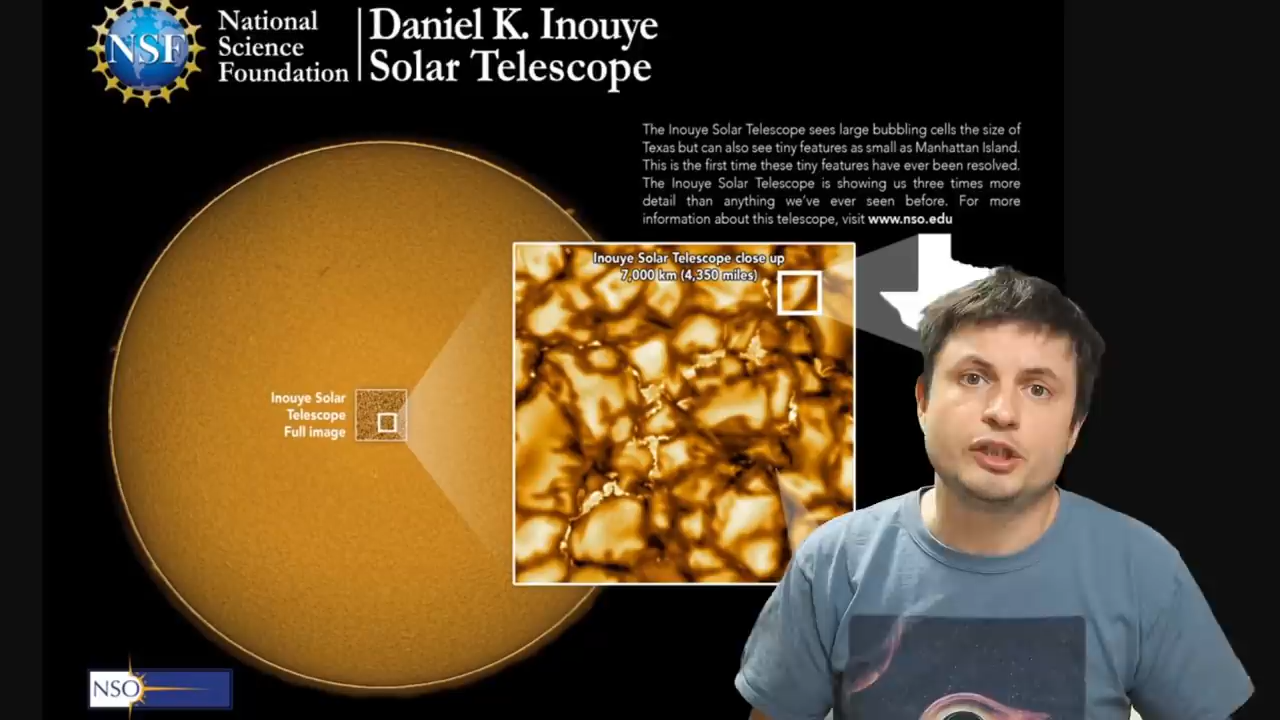 NSF
National
Science
Foundation
Daniel K. Inouye
Solar Telescope
The Inouye Solar Telescope sees large bubbling cells the size of
Texas but can also see tiny features as small as Manhattan Island.
This is the first time these tiny features have ever been resolved.
The Inouye Solar Telescope is showing us three times more
detail than anything we've ever seen before. For more
information about this telescope, visit www.nso.edu
Inouye Solar Telescope close up
7,000 km (4,350 miles)
Inouye Solar
Telescope
Full image
NSO